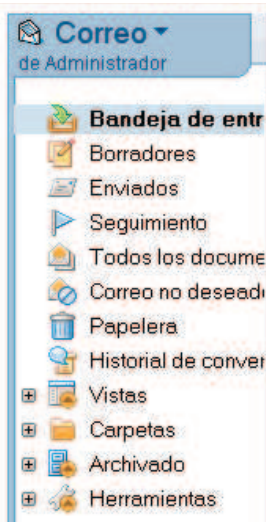 Correo
de Administrador
Bandeja de entr
Borradores
Enviados
Seguimiento
Todos los docume
Correo no desead
Papelera
Historial de conver
Vistas
Carpetas
Archivado
Herramientas